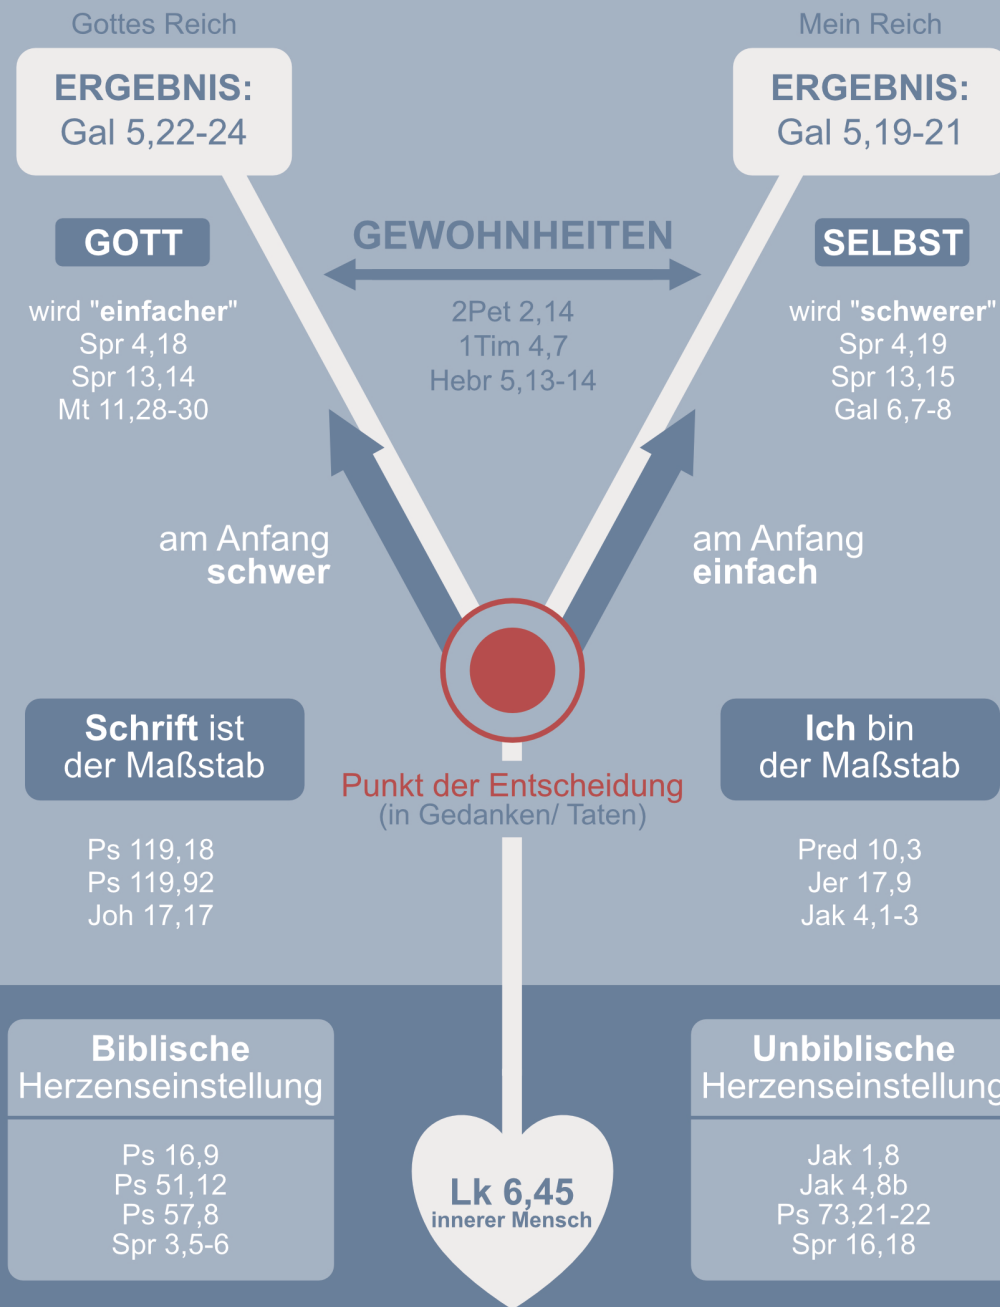 Gottes Reich
Mein Reich
ERGEBNIS:
Gal 5,22-24
ERGEBNIS:
Gal 5,19-21
GOTT
wird "einfacher"
Spr 4,18
Spr 13,14
Mt 11,28-30
GEWOHNHEITEN
2Pet 2,14
1Tim 4,7
Hebr 5,13-14
SELBST
wird "schwerer"
Spr 4,19
Spr 13,15
Gal 6,7-8
am Anfang
schwer
am Anfang
einfach
Schrift ist
der Maßstab
Ps 119,18
Ps 119,92
Joh 17,17
Punkt der Entscheidung
(in Gedanken/ Taten)
Ich bin
der Maßstab
Pred 10,3
Jer 17,9
Jak 4,1-3
Biblische
Herzenseinstellung
Ps 16,9
Ps 51,12
Ps 57,8
Spr 3,5-6
Lk 6,45
innerer Mensch
Unbiblische
Herzenseinstellung
Jak 1,8
Jak 4,8b
Ps 73,21-22
Spr 16,18